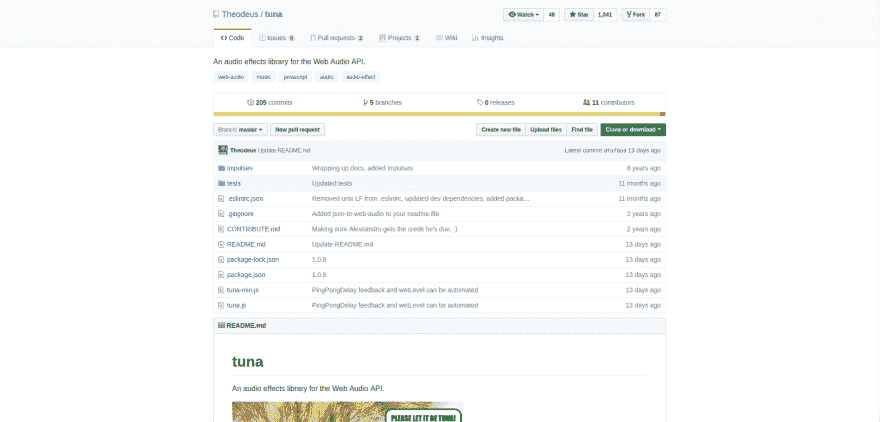 Theodeus / tuna
Watch 49 Star 1,041 Fork 87
Code Issues 6 Pull requests 2 Projects 1 Wiki Insights
An audio effects library for the Web Audio API.
web-audio music javascript audio audio-effect
205 commits 5 branches 0 releases 11 contributors
Branch: master New pull request Create new file Upload files Find file Clone or download
Theodeus Update README.md Latest commit 13 days ago
impulses Wrapping up docs, added impulses 6 years ago
tests Updated tests 11 months ago
.eslintrc.json Removed unix LF from .eslintrc, updated dev dependencies, added packa... 11 months ago
.gitignore Added json-to-web-audio to your readme file 2 years ago
CONTRIBUTE.md Making sure Alessandro gets the credit he's due. :) 2 years ago
README.md Update README.md 13 days ago
package-lock.json 1.0.8 13 days ago
package.json 1.0.8 13 days ago
tuna-min.js PingPongDelay feedback and wetLevel can be automated 13 days ago
tuna.js PingPongDelay feedback and wetLevel can be automated 13 days ago
README.md
tuna
An audio effects library for the Web Audio API.
PLEASE LET IT BE TUNA!